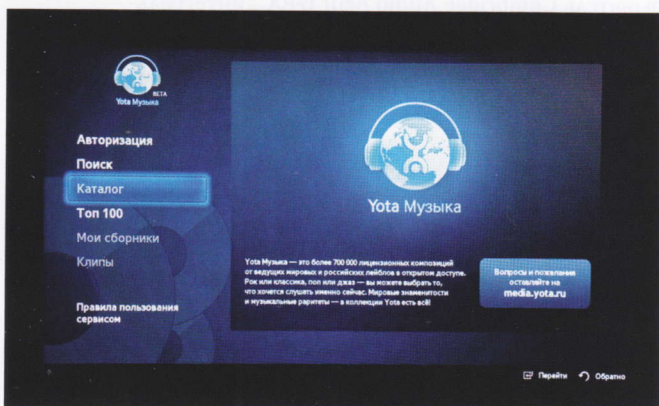 BETA
Yota Музыка
Авторизация
Поиск
Каталог
Топ 100
Мои сборники
Клипы
Правила пользования
сервисом
Yota Музыка
Yota Музыка — это более 700 000 лицензионных композиций
от ведущих мировых и российских лейблов в открытом доступе.
Рок или классика, поп или джаз — вы можете выбрать то,
что хочется слушать именно сейчас. Мировые знаменитости
и музыкальные раритеты — в коллекции Yota есть всё!
Вопросы и пожелания
оставляйте на
media.yota.ru
Перейти
Обратно